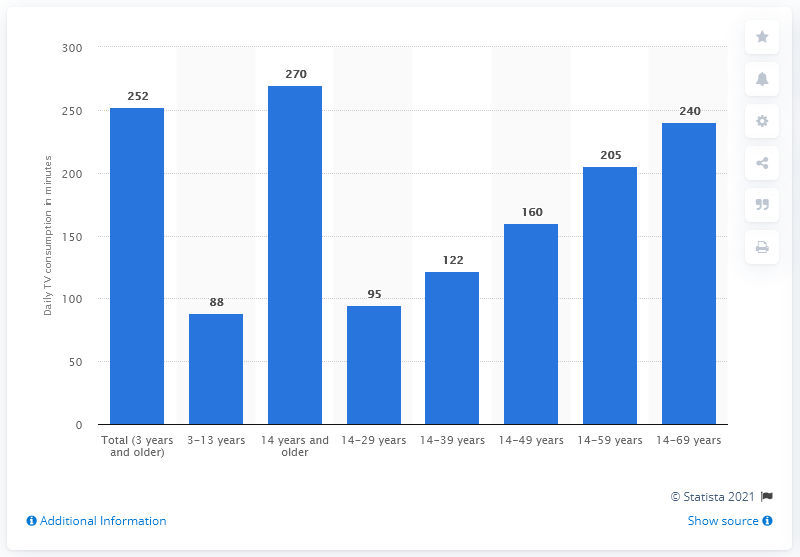 300
250
200
150
100
50
0
Daily TV consumption in minutes
252
88
270
95
122
160
205
240
Total (3 years
and older)
3–13 years
14 years and
older
14–29 years
14–39 years
14–49 years
14–59 years
14–69 years
© Statista 2021
Additional Information
Show source